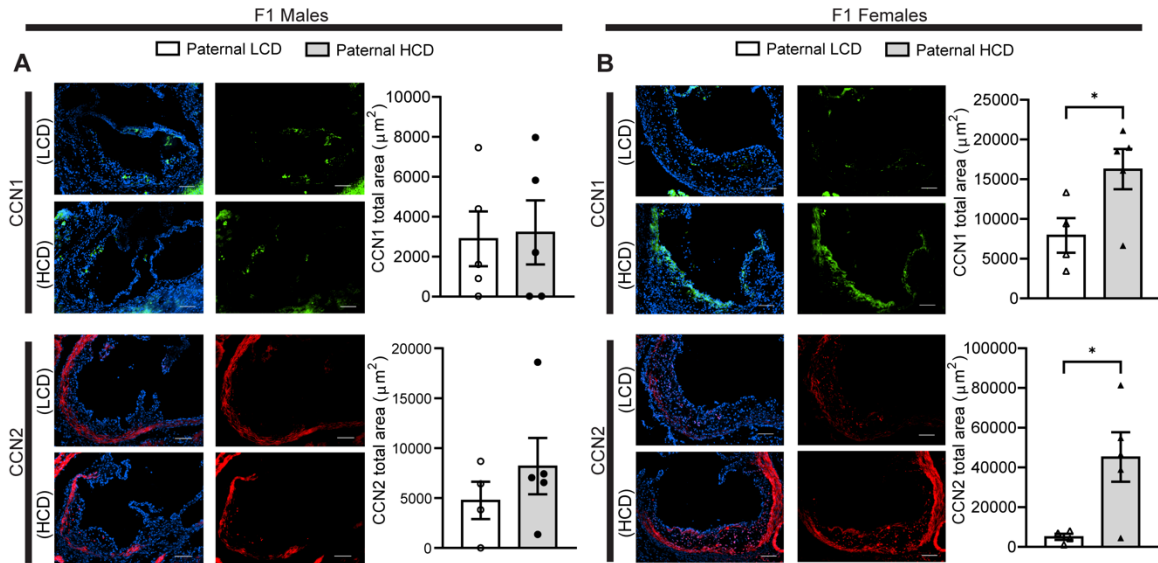 F1 Males
Paternal LCD Paternal HCD
A
CCN1
(LCD)
(HCD)
CCN1 total area (μm²)
10000
8000
6000
4000
2000
0
CCN2
(LCD)
(HCD)
CCN2 total area (μm²)
20000
15000
10000
5000
0
F1 Females
Paternal LCD Paternal HCD
B
CCN1
(LCD)
(HCD)
CCN1 total area (μm²)
25000
20000
15000
10000
5000
0
*
CCN2
(LCD)
(HCD)
CCN2 total area (μm²)
100000
80000
60000
40000
20000
0
*